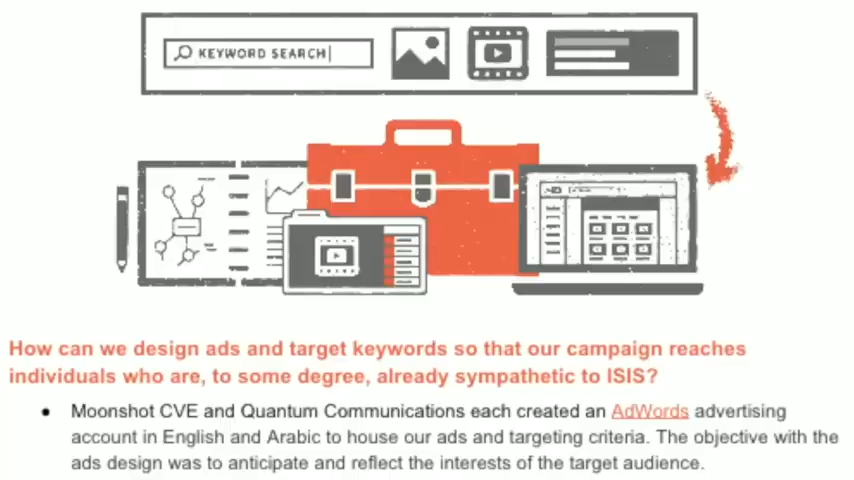 KEYWORD SEARCH
How can we design ads and target keywords so that our campaign reaches
individuals who are, to some degree, already sympathetic to ISIS?
● Moonshot CVE and Quantum Communications each created an AdWords advertising
account in English and Arabic to house our ads and targeting criteria. The objective with the
ads design was to anticipate and reflect the interests of the target audience.